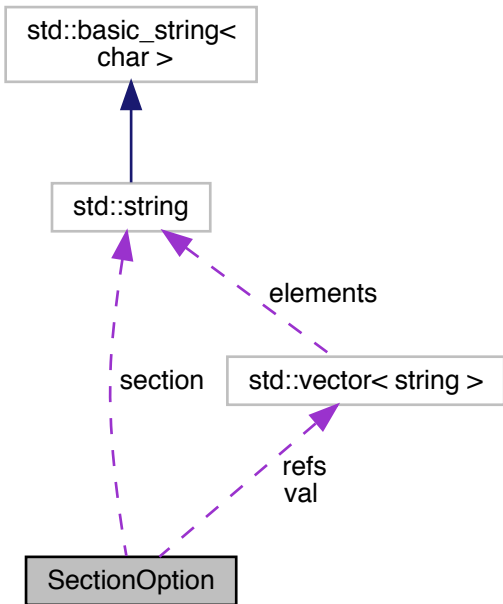 std::basic_string<
char >
std::string
elements
section
std::vector< string >
refs
val
SectionOption